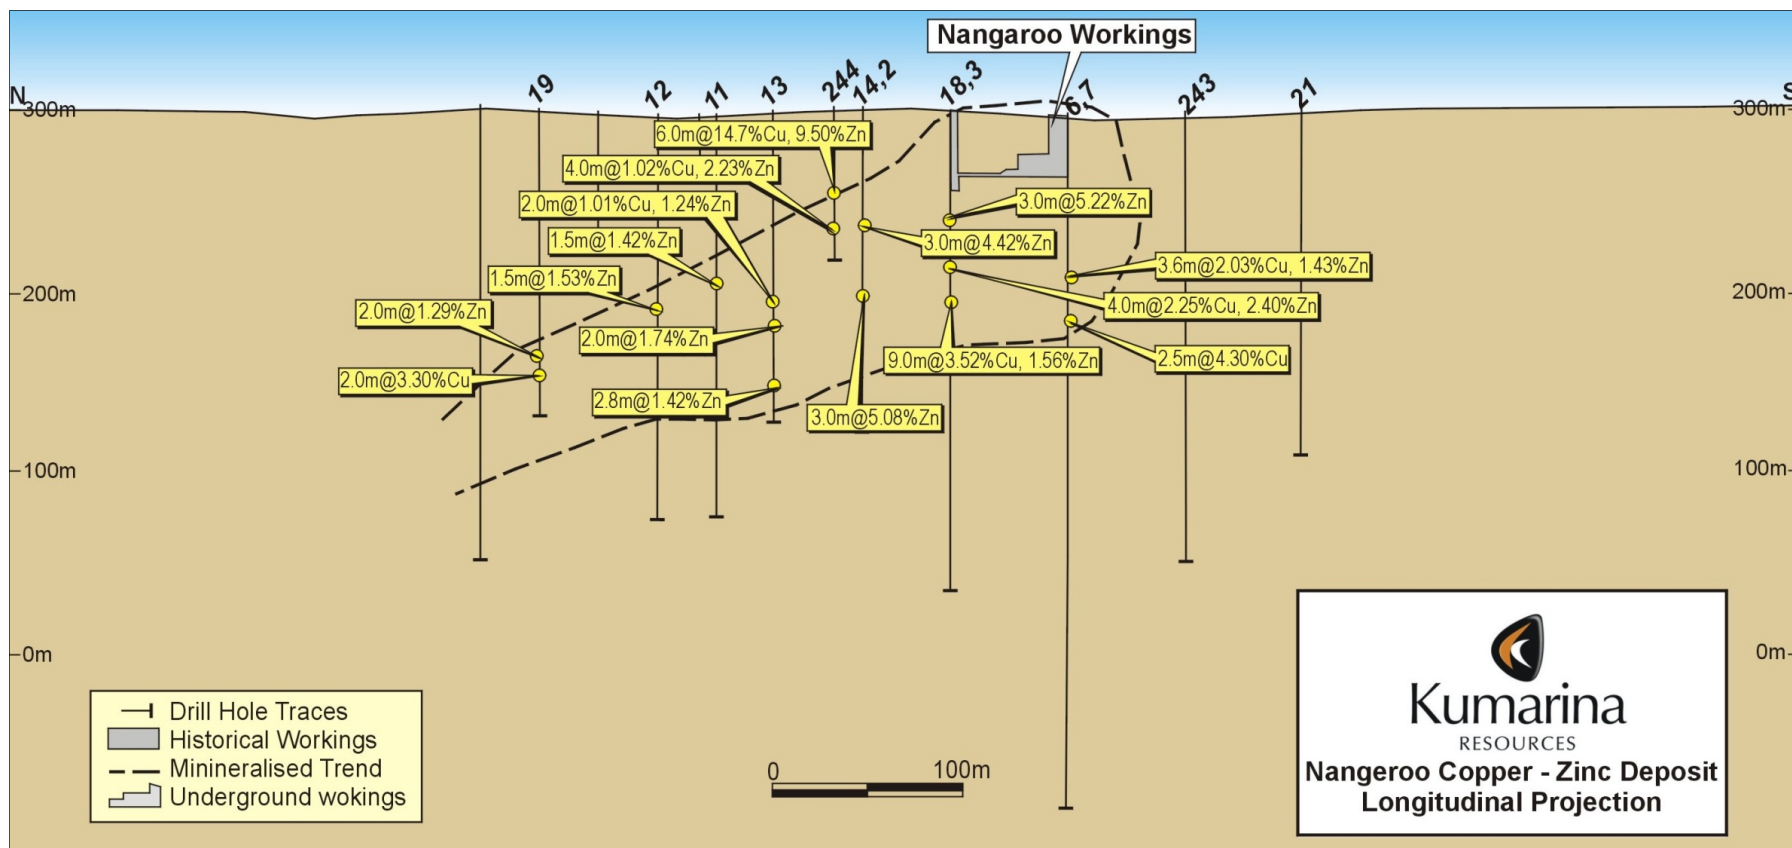 Nangaroo Workings
N
19
12
11
13
244
14,2
18,3
6,7
243
21
S
300m
300m
6.0m@14.7%Cu, 9.50%Zn
4.0m@1.02%Cu, 2.23%Zn
2.0m@1.01%Cu, 1.24%Zn
3.0m@5.22%Zn
1.5m@1.42%Zn
3.0m@4.42%Zn
3.6m@2.03%Cu, 1.43%Zn
1.5m@1.53%Zn
200m
200m
4.0m@2.25%Cu, 2.40%Zn
2.0m@1.29%Zn
2.0m@1.74%Zn
9.0m@3.52%Cu, 1.56%Zn
2.5m@4.30%Cu
2.0m@3.30%Cu
2.8m@1.42%Zn
3.0m@5.08%Zn
100m
100m
0m
0m
Drill Hole Traces
Historical Workings
Minineralised Trend
Underground wokings
0 100m
Kumarina
RESOURCES
Nangeroo Copper - Zinc Deposit
Longitudinal Projection